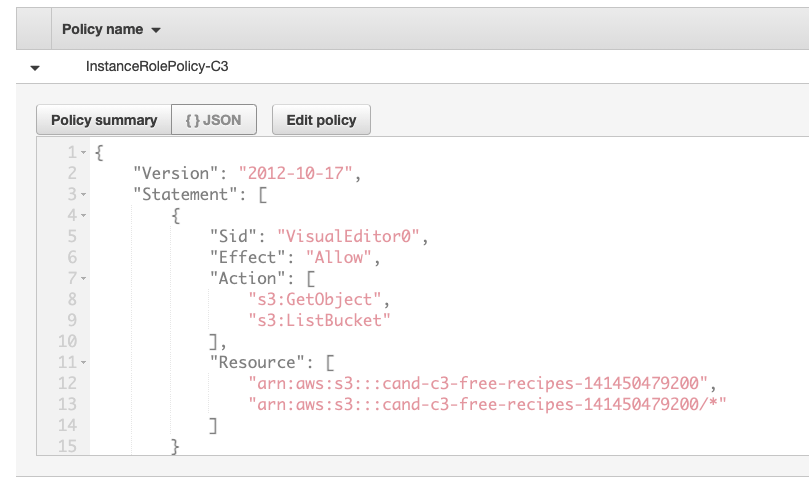 Policy name
InstanceRolePolicy-C3
Policy summary { } JSON Edit policy
1 {
2 "Version": "2012-10-17",
3 "Statement": [
4 {
5 "Sid": "VisualEditor0",
6 "Effect": "Allow",
7 "Action": [
8 "s3:GetObject",
9 "s3:ListBucket"
10 ],
11 "Resource": [
12 "arn:aws:s3:::cand-c3-free-recipes-141450479200",
13 "arn:aws:s3:::cand-c3-free-recipes-141450479200/*"
14 ]
15 }